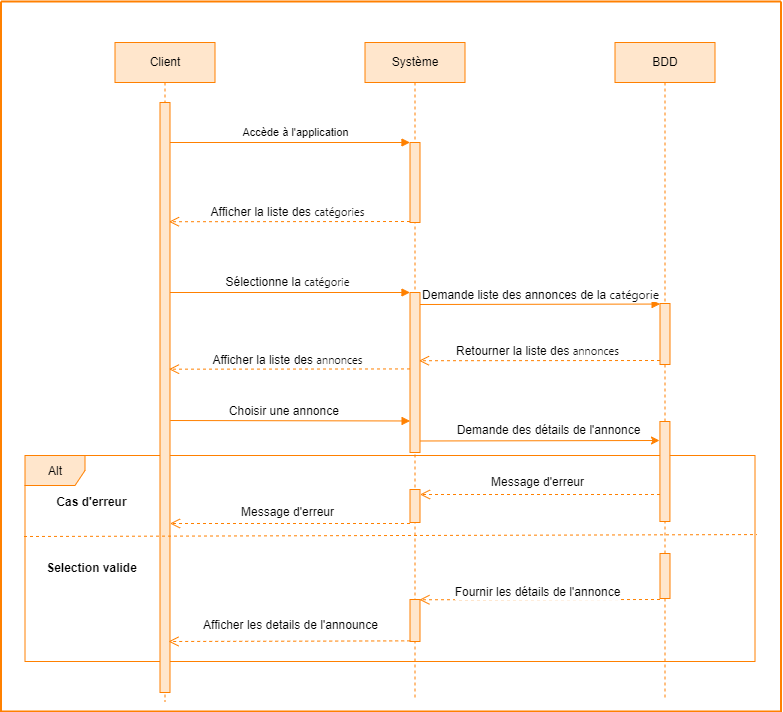 Client
Système
BDD
Accède à l'application
Afficher la liste des catégories
Sélectionne la catégorie
Demande liste des annonces de la catégorie
Retourner la liste des annonces
Afficher la liste des annonces
Choisir une annonce
Demande des détails de l'annonce
Alt
Cas d'erreur
Message d'erreur
Message d'erreur
Selection valide
Fournir les détails de l'annonce
Afficher les details de l'announce